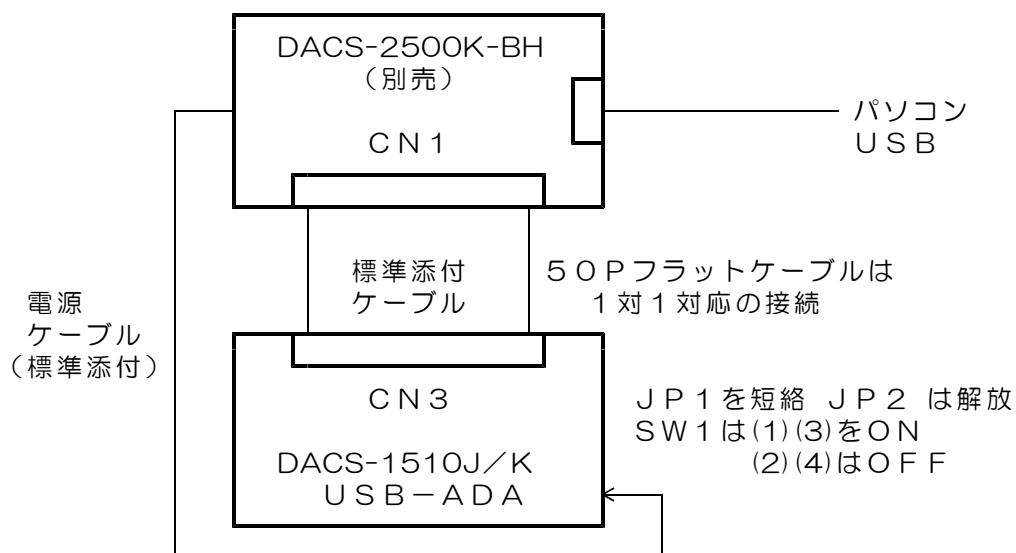 DACS-2500K-BH
（別売）
ＣＮ１
パソコン
ＵＳＢ
標準添付
ケーブル
５０Ｐフラットケーブルは
１対１対応の接続
電源
ケーブル
（標準添付）
ＣＮ３
DACS-1510J／K
ＵＳＢ－ＡＤＡ
ＪＰ１を短絡 ＪＰ２ は解放
ＳＷ１は(1)(3)をＯＮ
(2)(4)はＯＦＦ